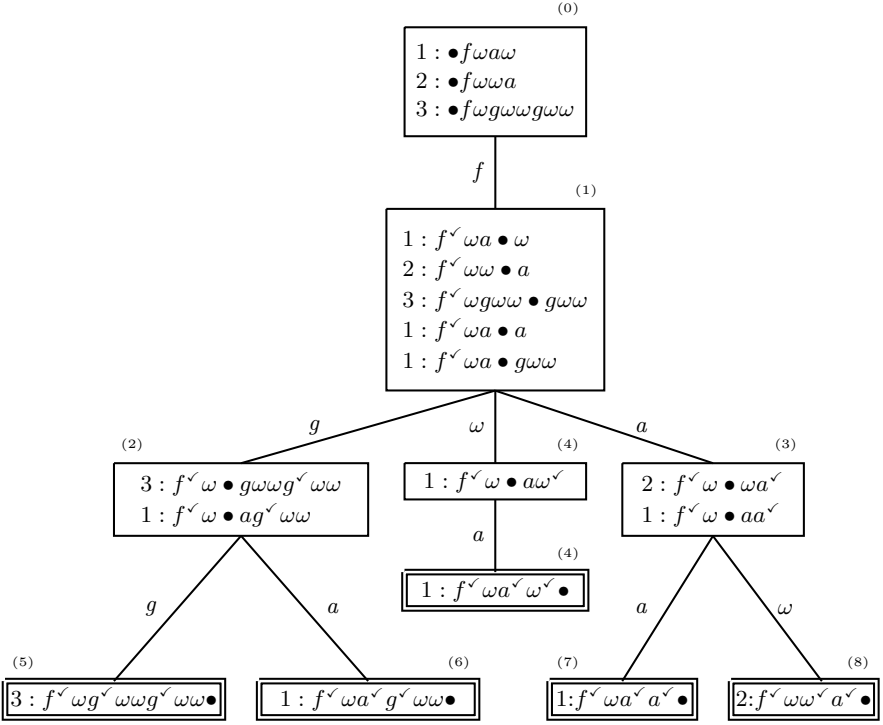 (0)
1 : •fωaω
2 : •fωωa
3 : •fωgωωgωω
f
(1)
1 : f✓ωa • ω
2 : f✓ωω • a
3 : f✓ωgωω • gωω
1 : f✓ωa • a
1 : f✓ωa • gωω
g ω a
(2) (4) (3)
3 : f✓ω • gωωg✓ωω
1 : f✓ω • ag✓ωω
1 : f✓ω • aω✓
2 : f✓ω • ωa✓
1 : f✓ω • aa✓
a
(4)
1 : f✓ωa✓ω✓•
g a a ω
(5) (6) (7) (8)
3 : f✓ωg✓ωωg✓ωω•
1 : f✓ωa✓g✓ωω•
1:f✓ωa✓a✓•
2:f✓ωω✓a✓•